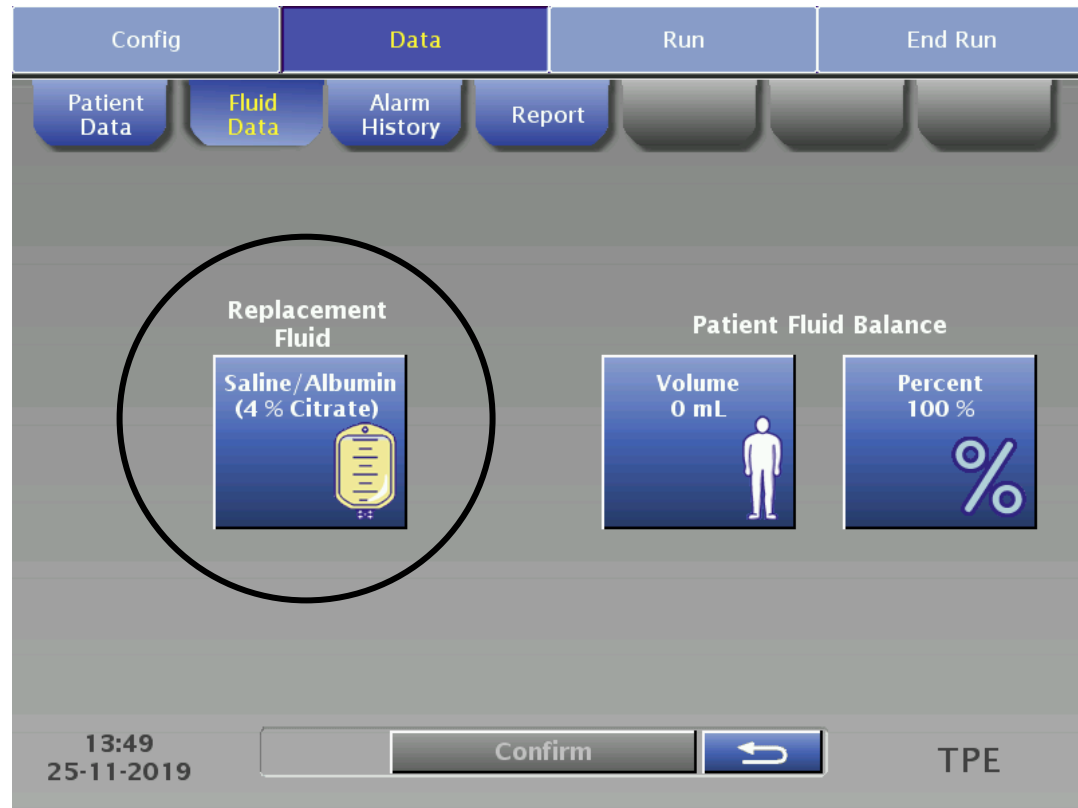 Config
Data
Run
End Run
Patient
Data
Fluid
Data
Alarm
History
Report
Replacement
Fluid
Saline/Albumin
(4 % Citrate)
Patient Fluid Balance
Volume
0 mL
Percent
100 %
%
13:49
25-11-2019
Confirm
TPE